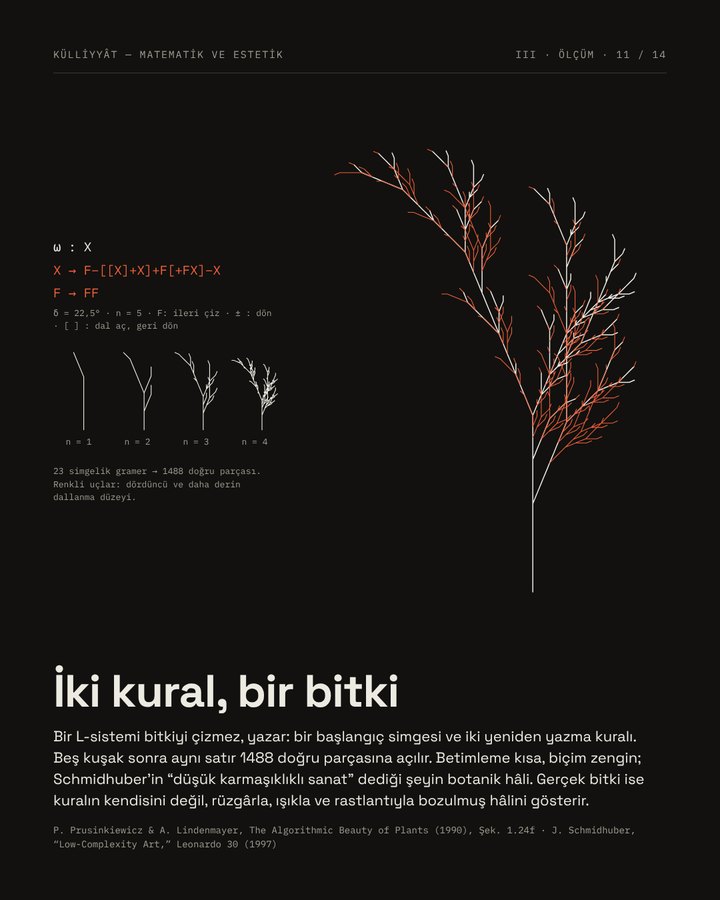 KÜLLİYYÂT — MATEMATİK VE ESTETİK
III · ÖLÇÜM · 11 / 14
ω : X
X → F−[[X]+X]+F[+FX]−X
F → FF
δ = 22,5° · n = 5 · F: ileri çiz · ± : dön
· [ ] : dal aç, geri dön
n = 1
n = 2
n = 3
n = 4
23 simgelik gramer → 1488 doğru parçası.
Renkli uçlar: dördüncü ve daha derin
dallanma düzeyi.
İki kural, bir bitki
Bir L-sistemi bitkiyi çizmez, yazar: bir başlangıç simgesi ve iki yeniden yazma kuralı.
Beş kuşak sonra aynı satır 1488 doğru parçasına açılır. Betimleme kısa, biçim zengin;
Schmidhuber’in “düşük karmaşıklıklı sanat” dediği şeyin botanik hâli. Gerçek bitki ise
kuralın kendisini değil, rüzgârla, ışıkla ve rastlantıyla bozulmuş hâlini gösterir.
P. Prusinkiewicz & A. Lindenmayer, The Algorithmic Beauty of Plants (1990), Şek. 1.24f · J. Schmidhuber,
“Low-Complexity Art,” Leonardo 30 (1997)